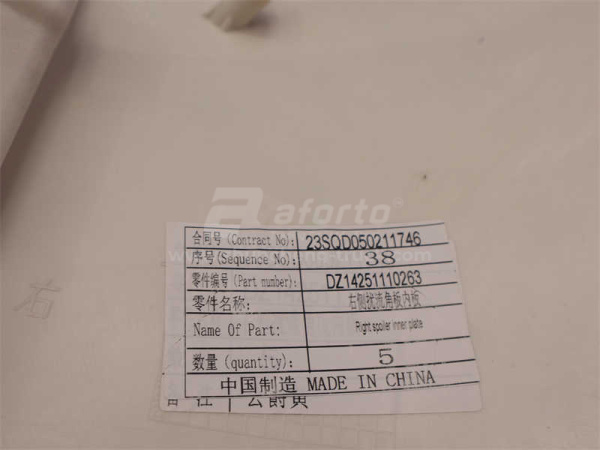 aforto
合同号(Contract No): 23SQD050211746
序号(Sequence No): 38
零件编号(Part number): DZ14251110263
零件名称: 右侧扰流角板内板
Name Of Part: Right spoiler inner plate
数量(quantity): 5
中国制造 MADE IN CHINA
右